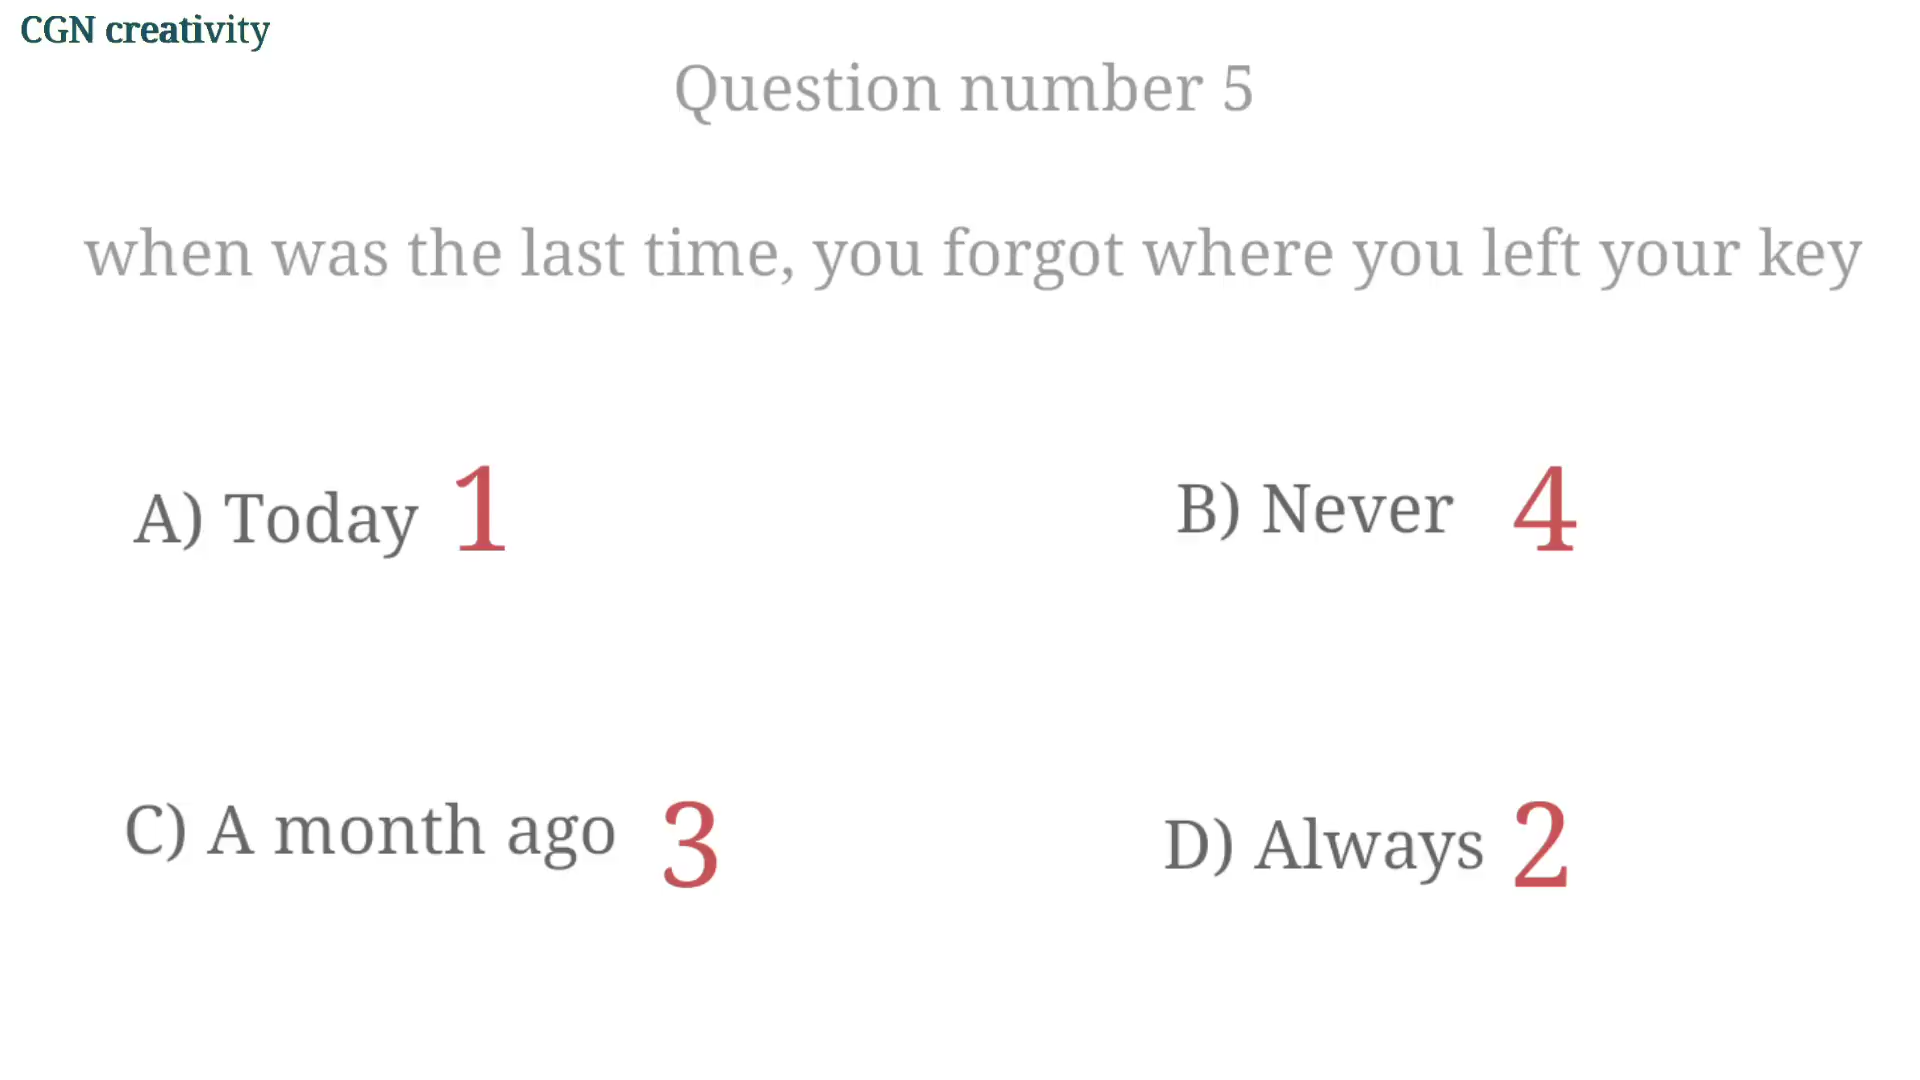 CGN creativity
Question number 5
when was the last time, you forgot where you left your key
A) Today 1
B) Never 4
C) A month ago 3
D) Always 2